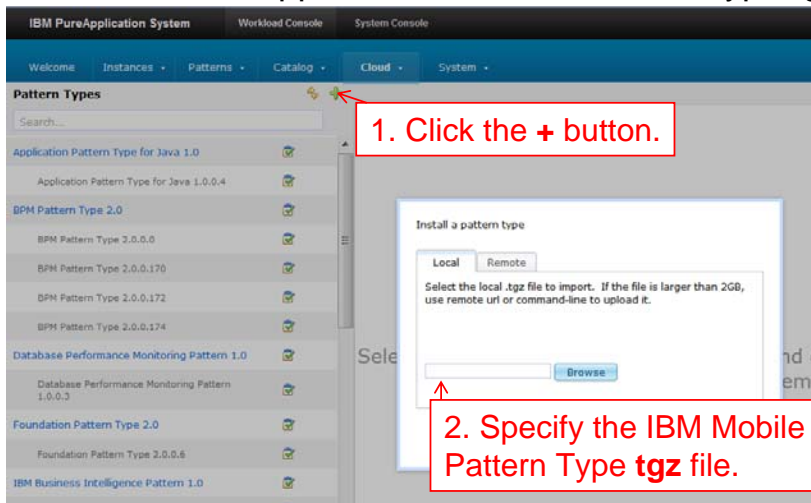 IBM PureApplication System Workload Console System Console
Welcome Instances Patterns Catalog Cloud System
Pattern Types
Search...
1. Click the + button.
Application Pattern Type for Java 1.0
Application Pattern Type for Java 1.0.0.4
BPM Pattern Type 2.0
BPM Pattern Type 2.0.0.0
BPM Pattern Type 2.0.0.170
BPM Pattern Type 2.0.0.172
BPM Pattern Type 2.0.0.174
Database Performance Monitoring Pattern 1.0
Database Performance Monitoring Pattern
1.0.0.3
Foundation Pattern Type 2.0
Foundation Pattern Type 2.0.0.6
IBM Business Intelligence Pattern 1.0
Install a pattern type
Local Remote
Select the local .tgz file to import. If the file is larger than 2GB,
use remote url or command-line to upload it.
Sele
nd
em
Browse
2. Specify the IBM Mobile
Pattern Type tgz file.